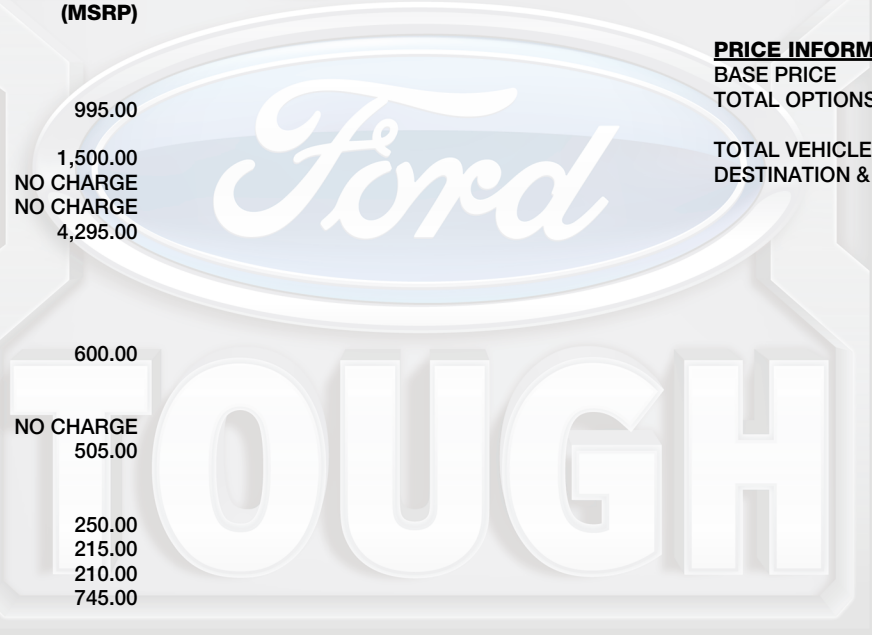 (MSRP)
995.00
1,500.00
NO CHARGE
NO CHARGE
4,295.00
600.00
NO CHARGE
505.00
250.00
215.00
210.00
745.00
PRICE INFORM
BASE PRICE
TOTAL OPTIONS
TOTAL VEHICLE
DESTINATION &
Ford
TOUGH